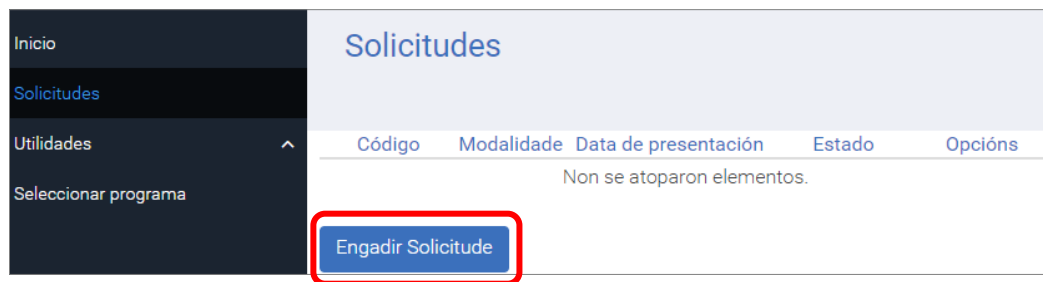 Inicio
Solicitudes
Utilidades
Seleccionar programa
Solicitudes
Código Modalidade Data de presentación Estado Opcións
Non se atoparon elementos.
Engadir Solicitude